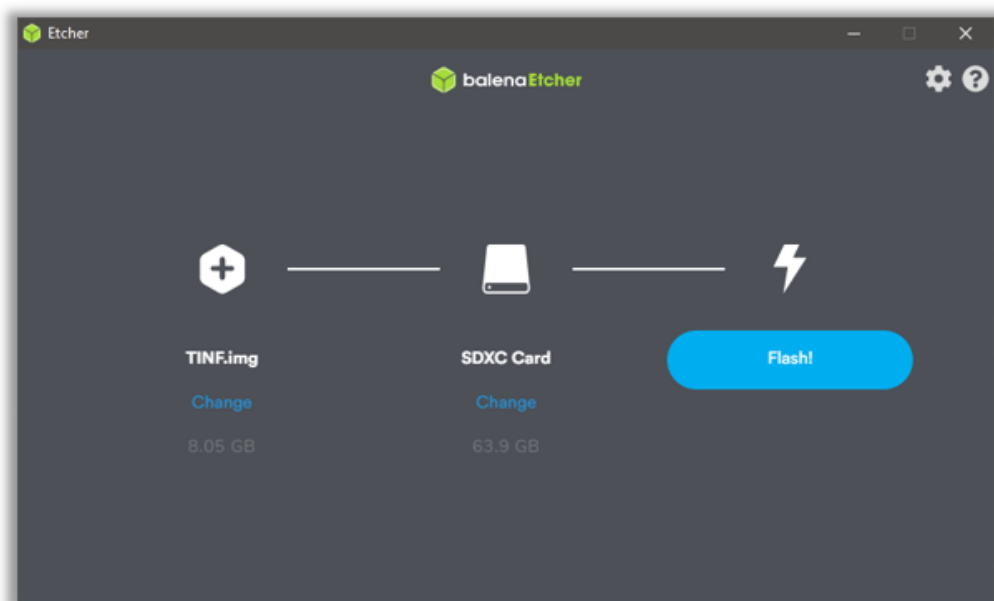 Etcher
balenaEtcher
TINF.img
SDXC Card
Flash!
Change
Change
8.05 GB
63.9 GB